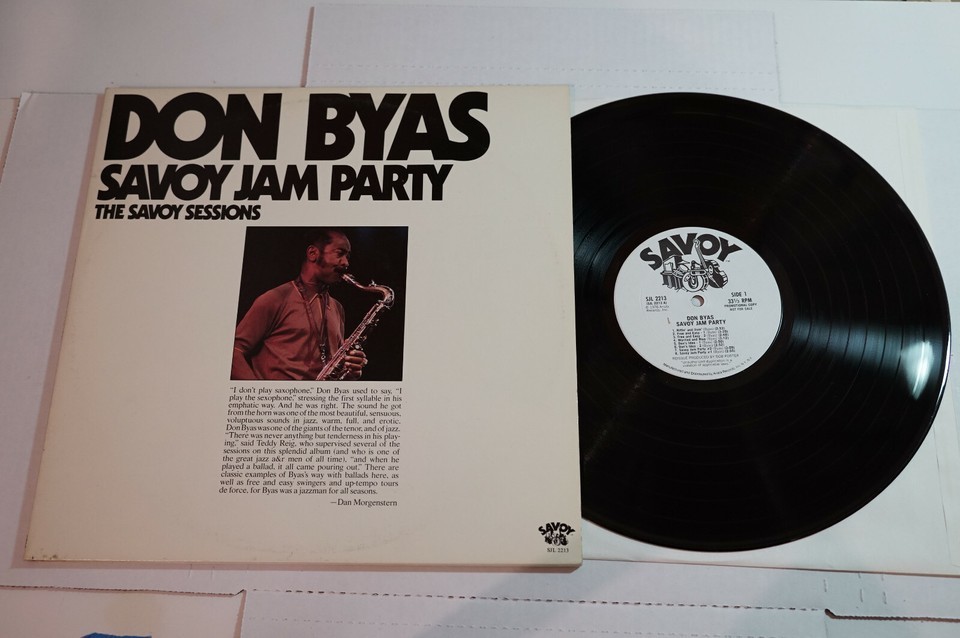 DON BYAS
SAVOY JAM PARTY
THE SAVOY SESSIONS
"I don't play saxophone," Don Byas used to say, "I
play the sexophone," stressing the first syllable in his
emphatic way. And he was right. The sound he got
from the horn was one of the most beautiful, sensuous,
voluptuous sounds in jazz, warm, full, and erotic.
Don Byas was one of the giants of the tenor, and of jazz.
"There was never anything but tenderness in his play-
ing," said Teddy Reig, who supervised several of the
sessions on this splendid album (and who is one of
the great jazz a&r men of all time), "and when he
played a ballad, it all came pouring out." There are
classic examples of Byas's way with ballads here, as
well as free and easy swingers and up-tempo tours
de force, for Byas was a jazzman for all seasons.
—Dan Morgenstern
SAVOY
SJL 2213
SAVOY
SJL 2213
SIDE 1
33⅓ RPM
PROMOTIONAL COPY
NOT FOR SALE
DON BYAS
SAVOY JAM PARTY